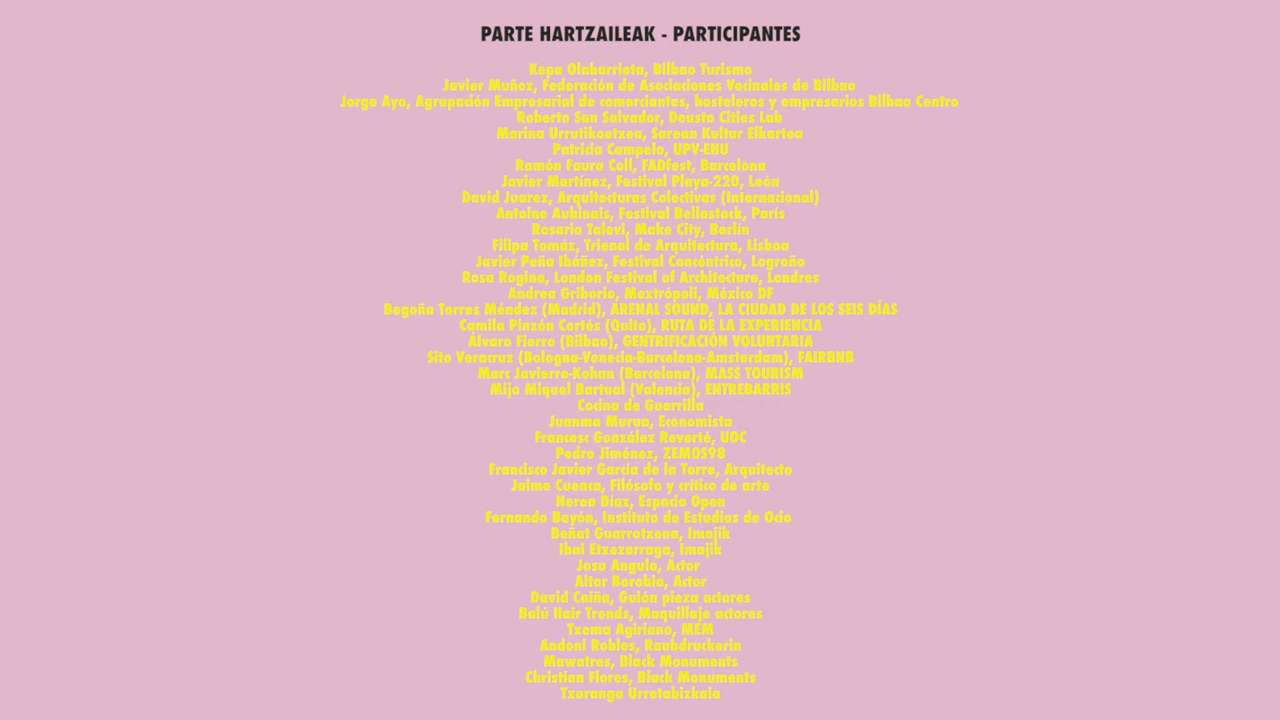 PARTE HARTZAILEAK - PARTICIPANTES
Kepa Olabarrieta, Bilbao Turismo
Javier Muñoz, Federación de Asociaciones Vecinales de Bilbao
Jorge Ayo, Agrupación Empresarial de comerciantes, hosteleros y empresarios Bilbao Centro
Roberto San Salvador, Deusto Cities Lab
Marina Urrutikoetxea, Sarean Kultur Elkartea
Patricia Campelo, UPV-EHU
Ramón Faura Coll, FADfest, Barcelona
Javier Martínez, Festival Playa-220, León
David Juarez, Arquitecturas Colectivas (Internacional)
Antoine Aubinais, Festival Bellastock, París
Rosario Talevi, Make City, Berlín
Filipa Tomáz, Trienal de Arquitectura, Lisboa
Javier Peña Ibáñez, Festival Concéntrico, Logroño
Rosa Rogina, London Festival of Architecture, Londres
Andrea Griborio, Mextrópoli, México DF
Begoña Torres Méndez (Madrid), ARENAL SOUND, LA CIUDAD DE LOS SEIS DÍAS
Camila Pinzón Cortés (Quito), RUTA DE LA EXPERIENCIA
Álvaro Fierro (Bilbao), GENTRIFICACIÓN VOLUNTARIA
Sito Veracruz (Bologna-Venecia-Barcelona-Amsterdam), FAIRBNB
Marc Javierre-Kohan (Barcelona), MASS TOURISM
Mijo Miquel Bartual (Valencia), ENTREBARRIS
Cocina de Guerrilla
Juanma Murua, Economista
Francesc González Reverté, UOC
Pedro Jiménez, ZEMOS98
Francisco Javier García de la Torre, Arquitecto
Jaime Cuenca, Filósofo y crítico de arte
Nerea Díaz, Espacio Open
Fernando Bayón, Instituto de Estudios de Ocio
Beñat Guarrotxena, Imajik
Ibai Etxezarraga, Imajik
Josu Angulo, Actor
Aitor Borobia, Actor
David Caiña, Guión pieza actores
Balú Hair Trends, Maquillaje actores
Txema Agiriano, MEM
Andoni Robles, Raubdruckerin
Mawatres, Black Monuments
Christian Flores, Black Monuments
Txaranga Urretabizkaia